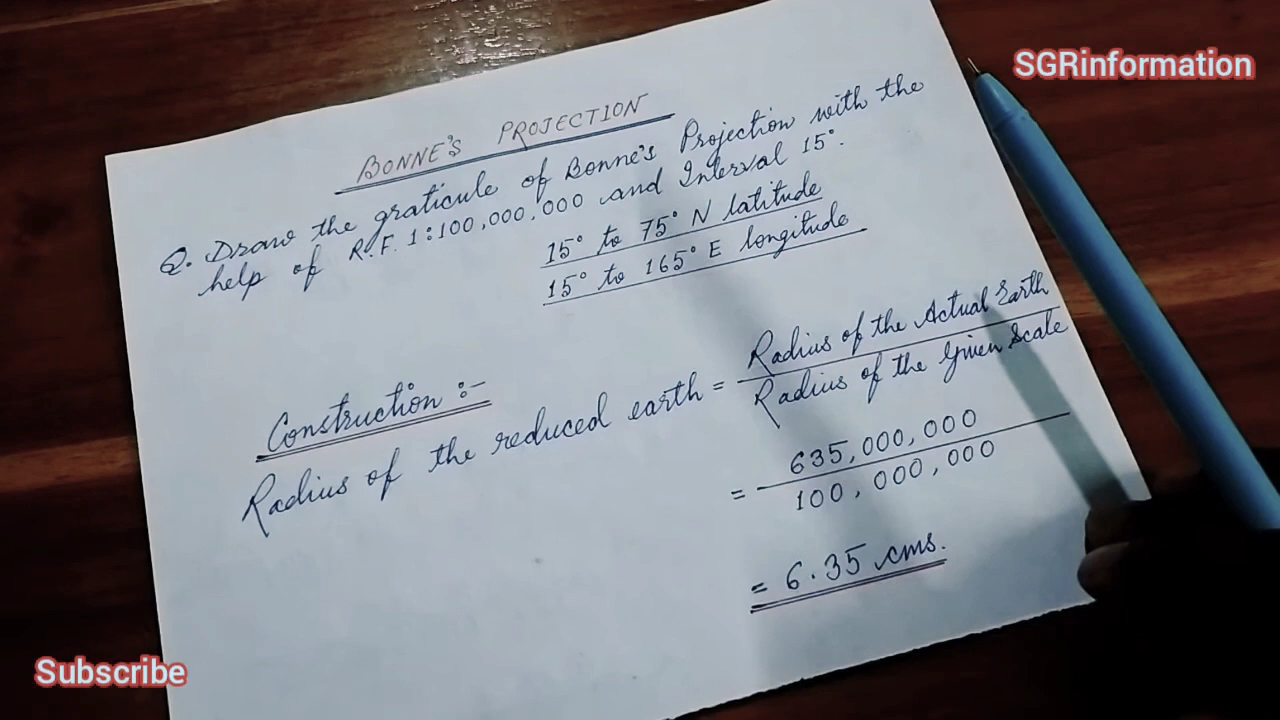 SGRinformation
BONNE'S PROJECTION
Q. Draw the graticule of Bonne's Projection with the
help of R.F. 1:100,000,000 and Interval 15°.
15° to 75° N latitude
15° to 165° E longitude
Construction :-
Radius of the reduced earth = Radius of the Actual Earth
Radius of the Given Scale
= 635,000,000
100,000,000
= 6.35 cms.
Subscribe